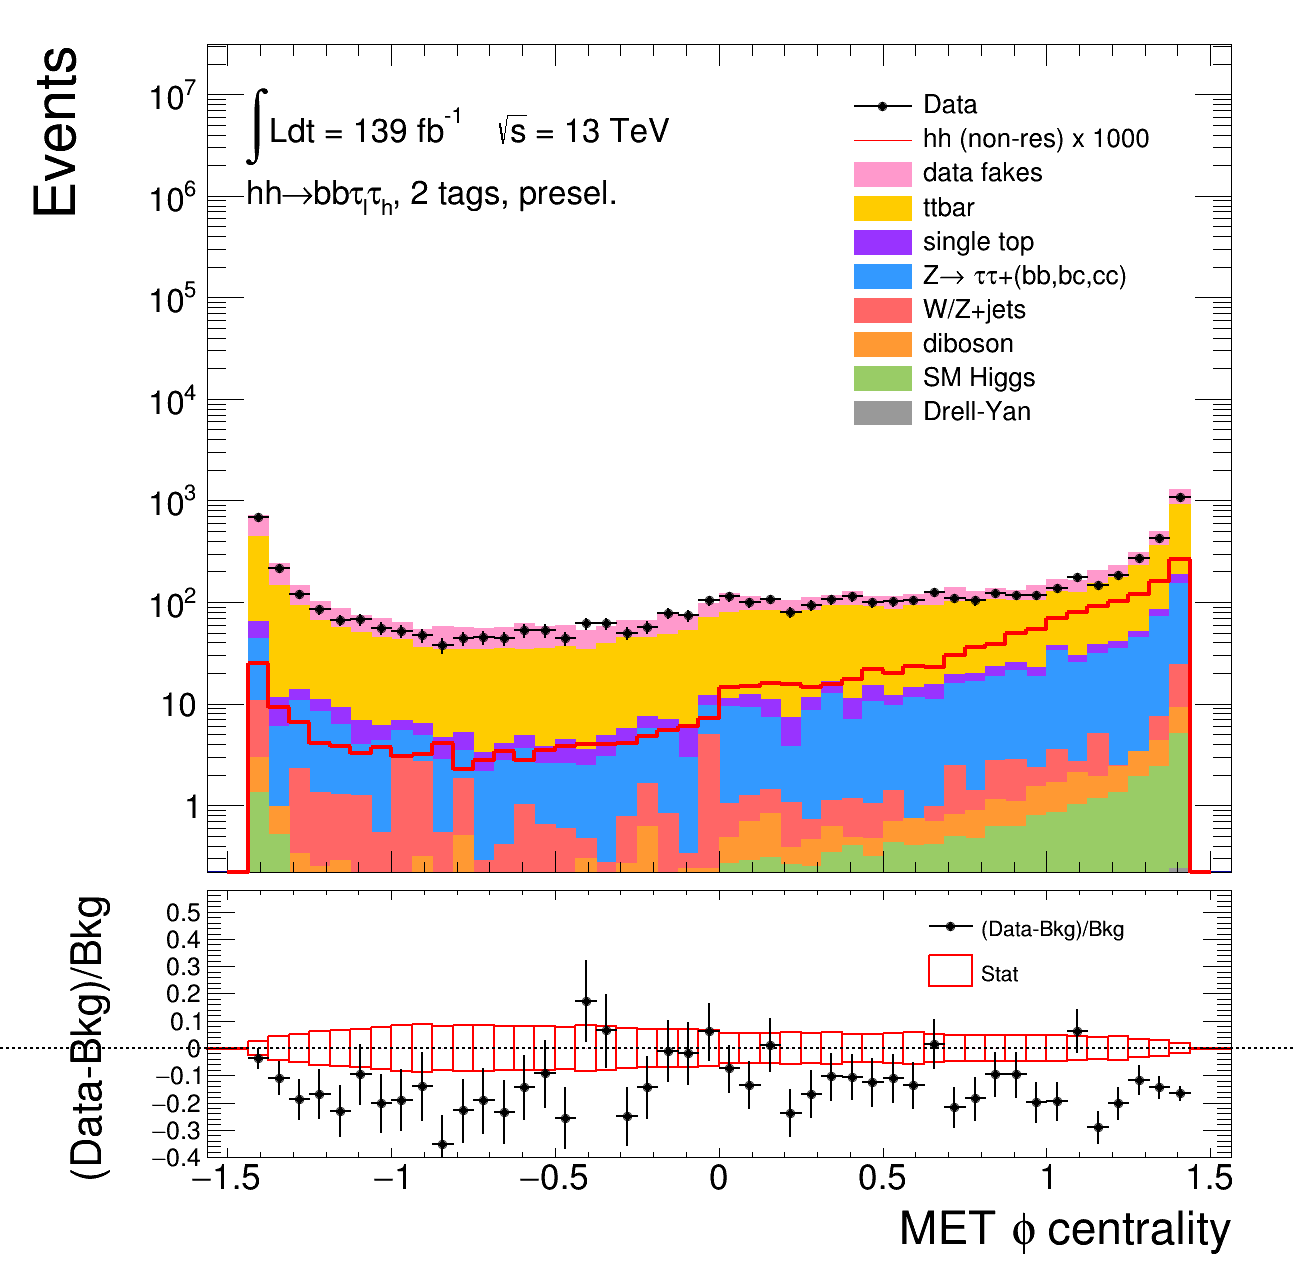 Events
10⁷
10⁶
10⁵
10⁴
10³
10²
10
1
∫Ldt = 139 fb⁻¹ √s = 13 TeV
hh→bbτ_lτ_h, 2 tags, presel.
Data
hh (non-res) x 1000
data fakes
ttbar
single top
Z→ ττ+(bb,bc,cc)
W/Z+jets
diboson
SM Higgs
Drell-Yan
(Data-Bkg)/Bkg
0.5
0.4
0.3
0.2
0.1
0
−0.1
−0.2
−0.3
−0.4
(Data-Bkg)/Bkg
Stat
−1.5 −1 −0.5 0 0.5 1 1.5
MET ϕ centrality